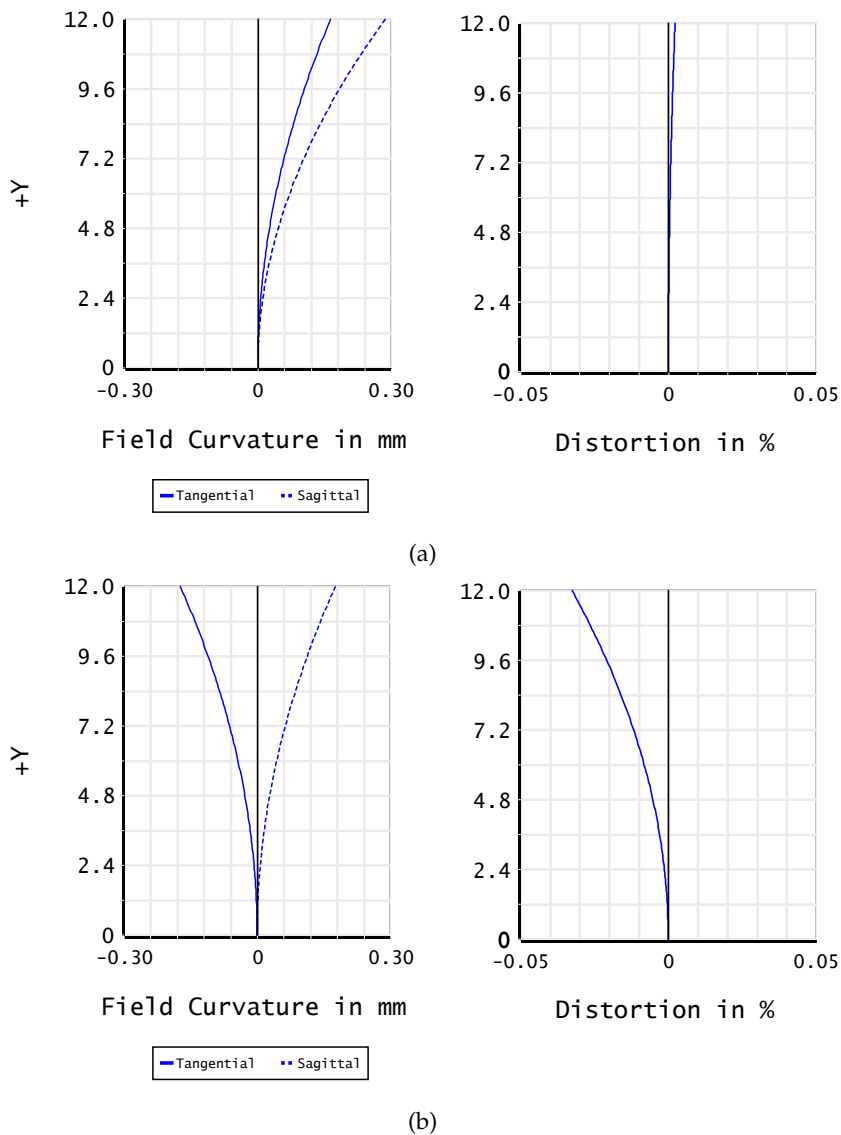 12.0
9.6
7.2
4.8
2.4
0
+Y
-0.30 0 0.30
Field Curvature in mm
Tangential Sagittal
12.0
9.6
7.2
4.8
2.4
0
-0.05 0 0.05
Distortion in %
(a)
12.0
9.6
7.2
4.8
2.4
0
+Y
-0.30 0 0.30
Field Curvature in mm
Tangential Sagittal
12.0
9.6
7.2
4.8
2.4
0
-0.05 0 0.05
Distortion in %
(b)